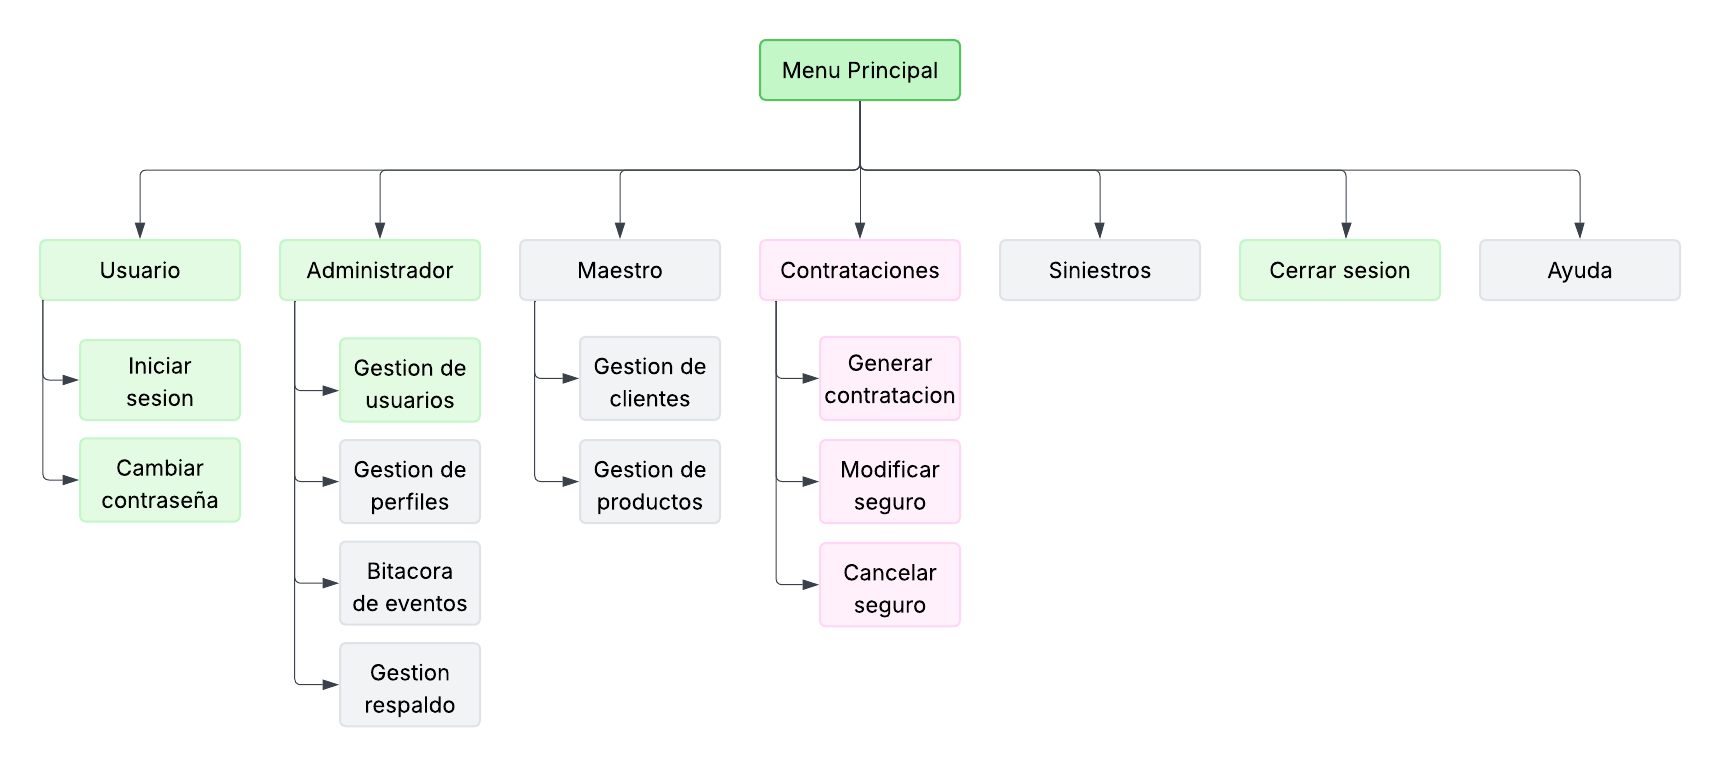 Menu Principal
Usuario
Administrador
Maestro
Contrataciones
Siniestros
Cerrar sesion
Ayuda
Iniciar
sesion
Cambiar
contraseña
Gestion de
usuarios
Gestion de
perfiles
Bitacora
de eventos
Gestion
respaldo
Gestion de
clientes
Gestion de
productos
Generar
contratacion
Modificar
seguro
Cancelar
seguro